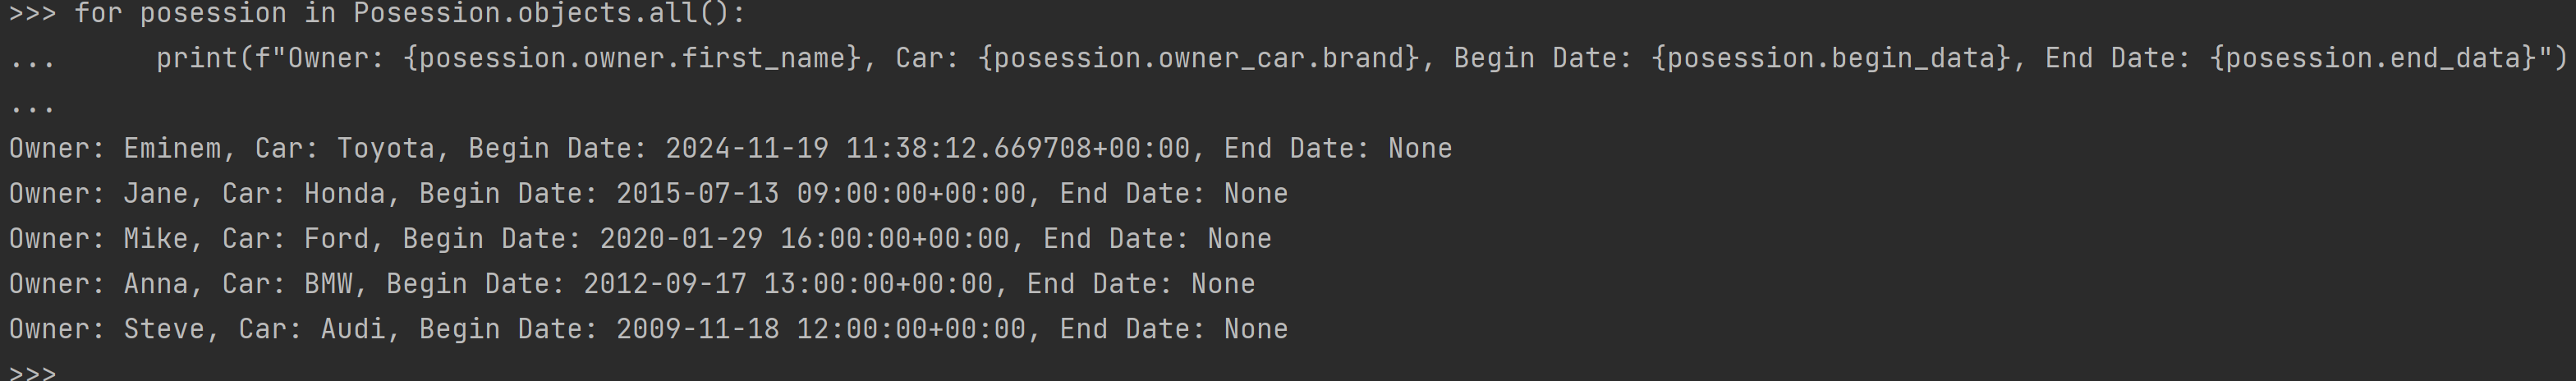 >>> for posession in Posession.objects.all():
...      print(f"Owner: {posession.owner.first_name}, Car: {posession.owner_car.brand}, Begin Date: {posession.begin_data}, End Date: {posession.end_data}")
...
Owner: Eminem, Car: Toyota, Begin Date: 2024-11-19 11:38:12.669708+00:00, End Date: None
Owner: Jane, Car: Honda, Begin Date: 2015-07-13 09:00:00+00:00, End Date: None
Owner: Mike, Car: Ford, Begin Date: 2020-01-29 16:00:00+00:00, End Date: None
Owner: Anna, Car: BMW, Begin Date: 2012-09-17 13:00:00+00:00, End Date: None
Owner: Steve, Car: Audi, Begin Date: 2009-11-18 12:00:00+00:00, End Date: None
>>>